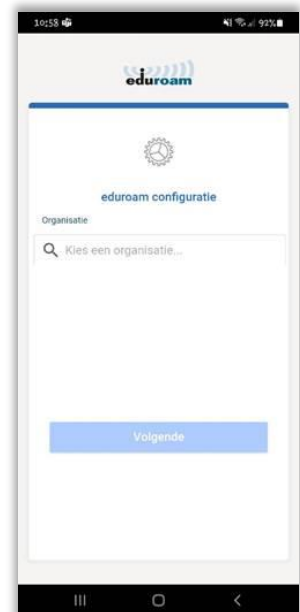 10:58
92%
eduroam
eduroam configuratie
Organisatie
Kies een organisatie...
Volgende